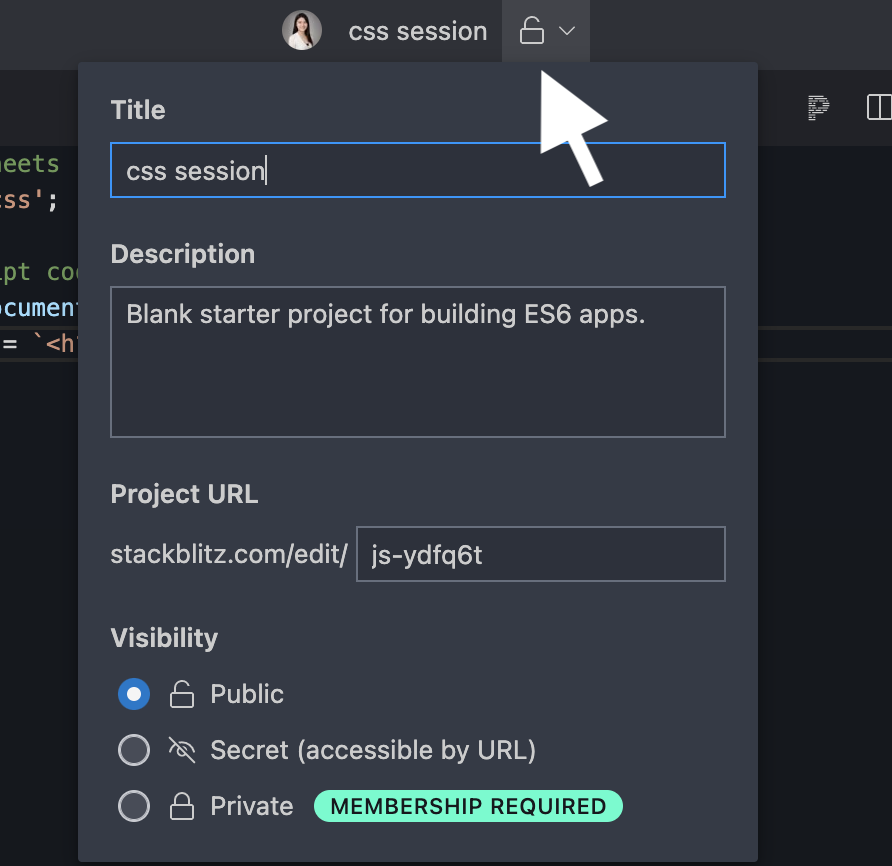 css session
Title
css session
Description
Blank starter project for building ES6 apps.
Project URL
stackblitz.com/edit/ js-ydfq6t
Visibility
Public
Secret (accessible by URL)
Private MEMBERSHIP REQUIRED
eets
ss';
pt co
cument
= `<h